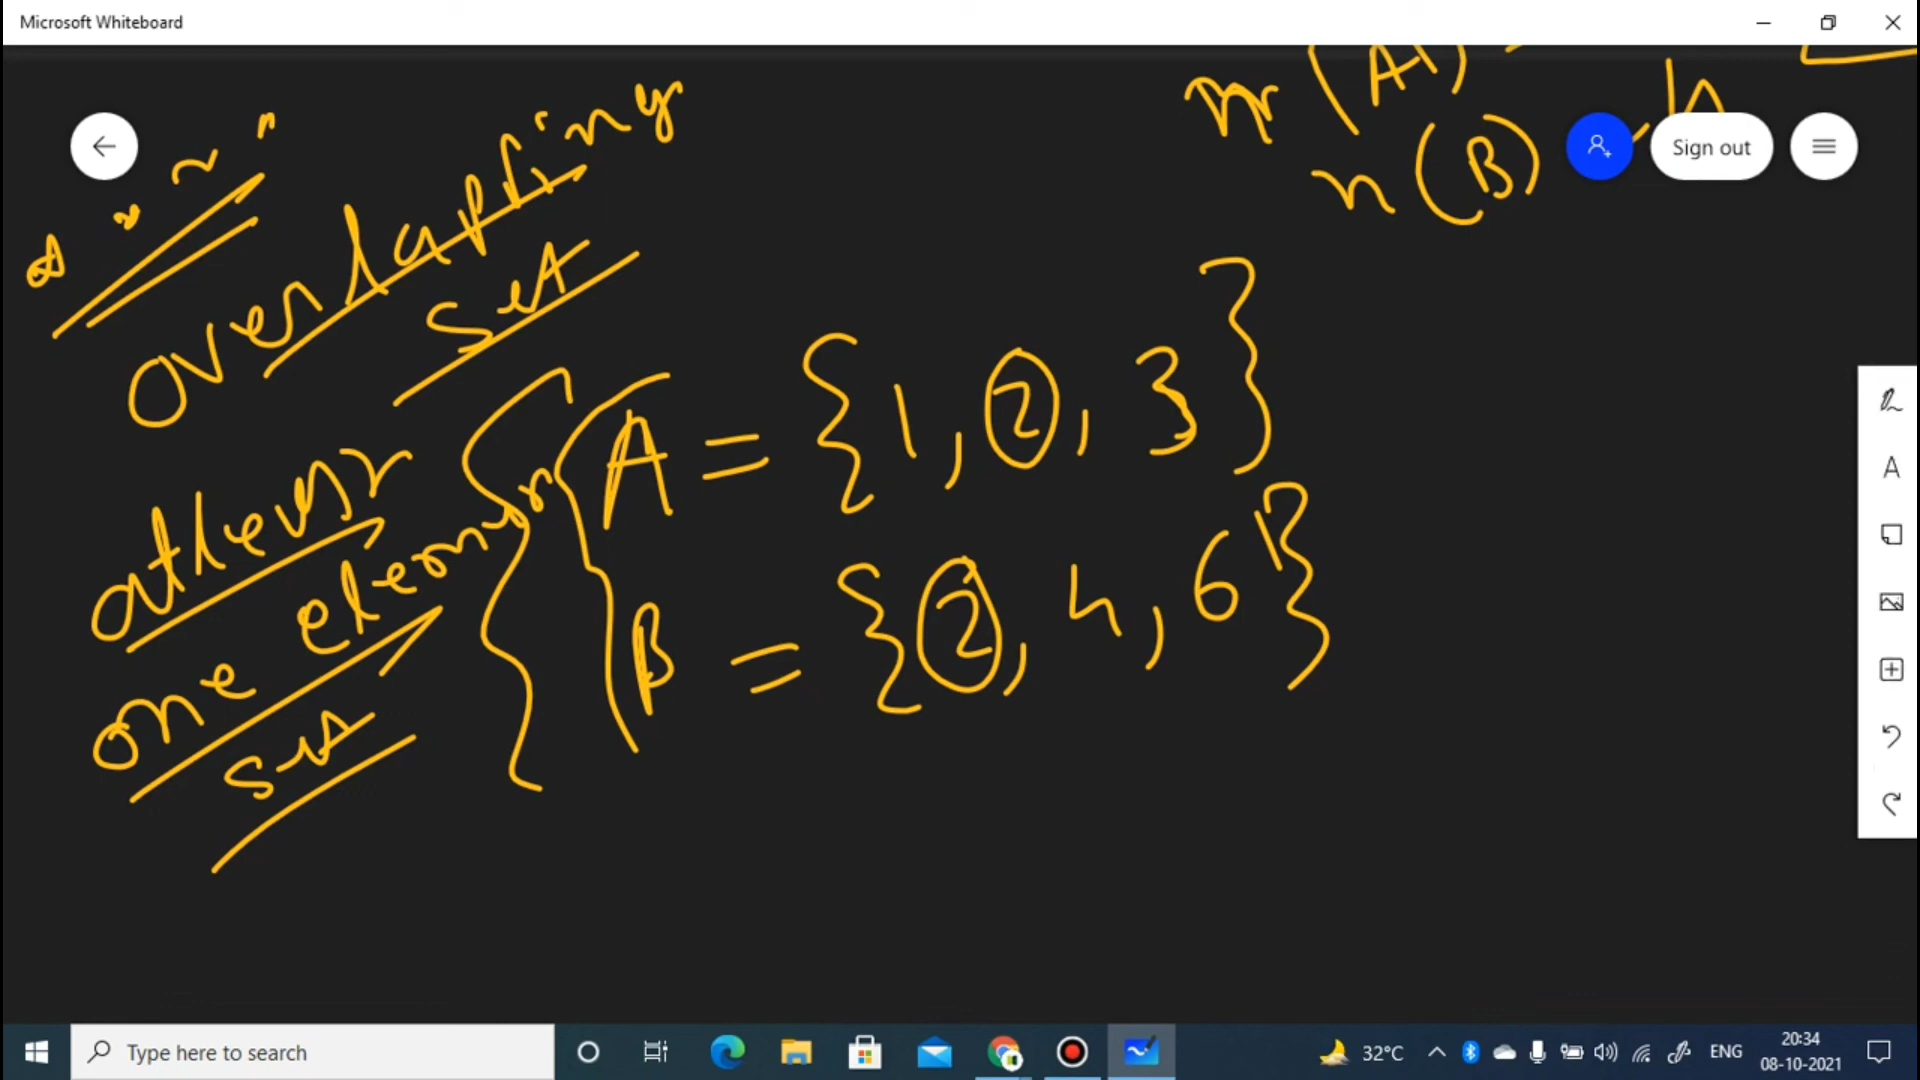 Microsoft Whiteboard
n(A) =
n(B)
Sign out
overlapping
set
A = {1, 2, 3}
B = {2, 4, 6}
atleast
one element
set
Type here to search
32°C
ENG
20:34
08-10-2021